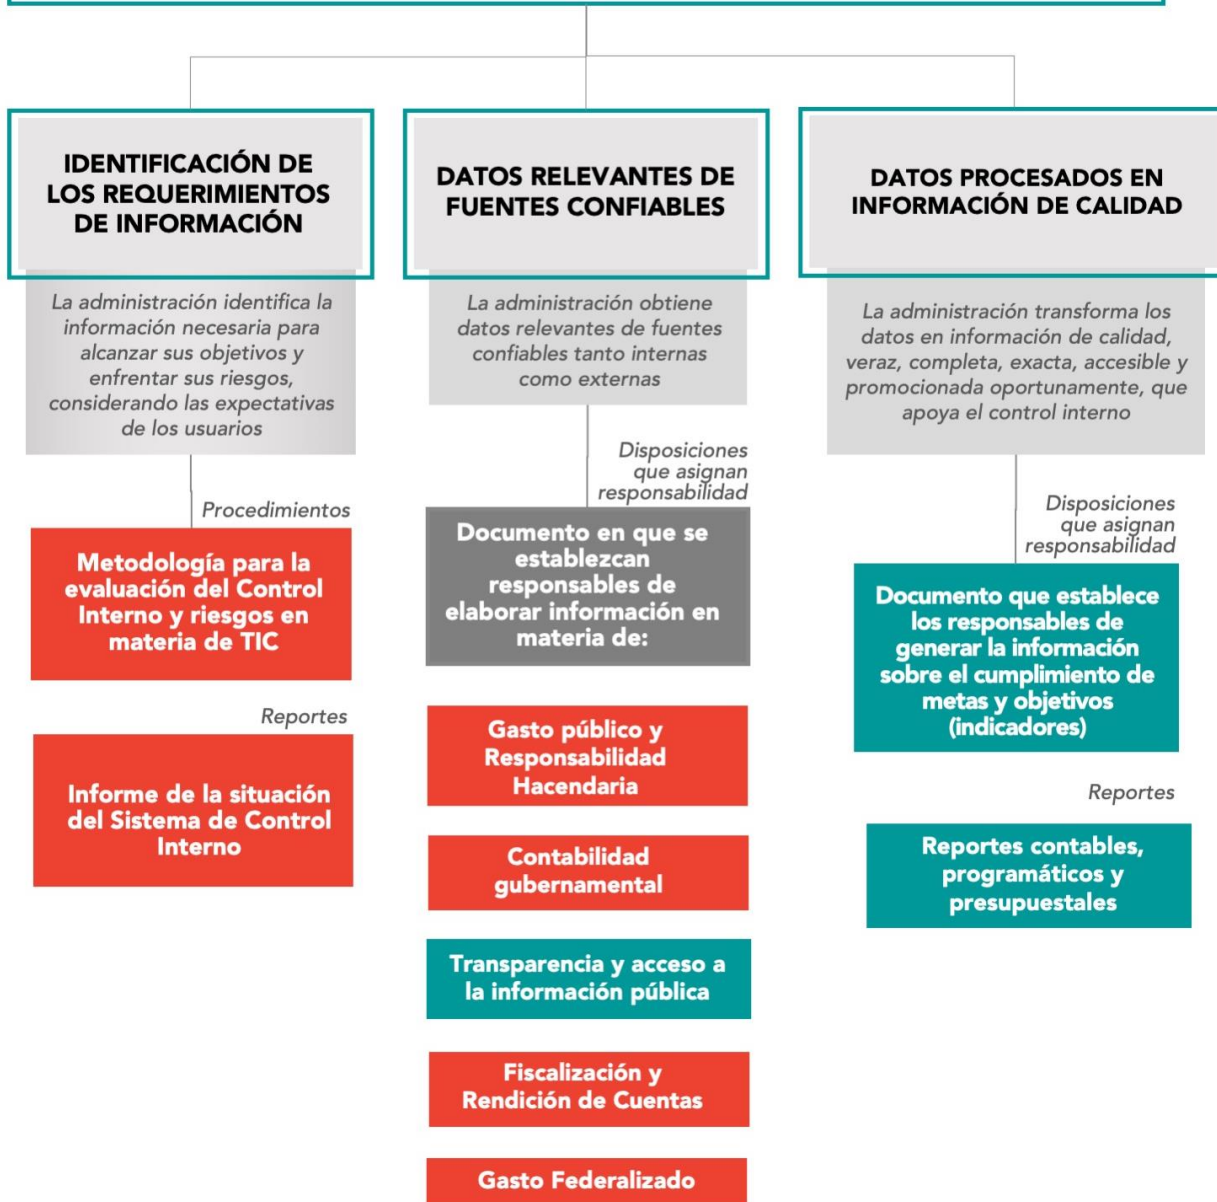 IDENTIFICACIÓN DE
LOS REQUERIMIENTOS
DE INFORMACIÓN
La administración identifica la
información necesaria para
alcanzar sus objetivos y
enfrentar sus riesgos,
considerando las expectativas
de los usuarios
Procedimientos
Metodología para la
evaluación del Control
Interno y riesgos en
materia de TIC
Reportes
Informe de la situación
del Sistema de Control
Interno
DATOS RELEVANTES DE
FUENTES CONFIABLES
La administración obtiene
datos relevantes de fuentes
confiables tanto internas
como externas
Disposiciones
que asignan
responsabilidad
Documento en que se
establezcan
responsables de
elaborar información en
materia de:
Gasto público y
Responsabilidad
Hacendaria
Contabilidad
gubernamental
Transparencia y acceso a
la información pública
Fiscalización y
Rendición de Cuentas
Gasto Federalizado
DATOS PROCESADOS EN
INFORMACIÓN DE CALIDAD
La administración transforma los
datos en información de calidad,
veraz, completa, exacta, accesible y
promocionada oportunamente, que
apoya el control interno
Disposiciones
que asignan
responsabilidad
Documento que establece
los responsables de
generar la información
sobre el cumplimiento de
metas y objetivos
(indicadores)
Reportes
Reportes contables,
programáticos y
presupuestales